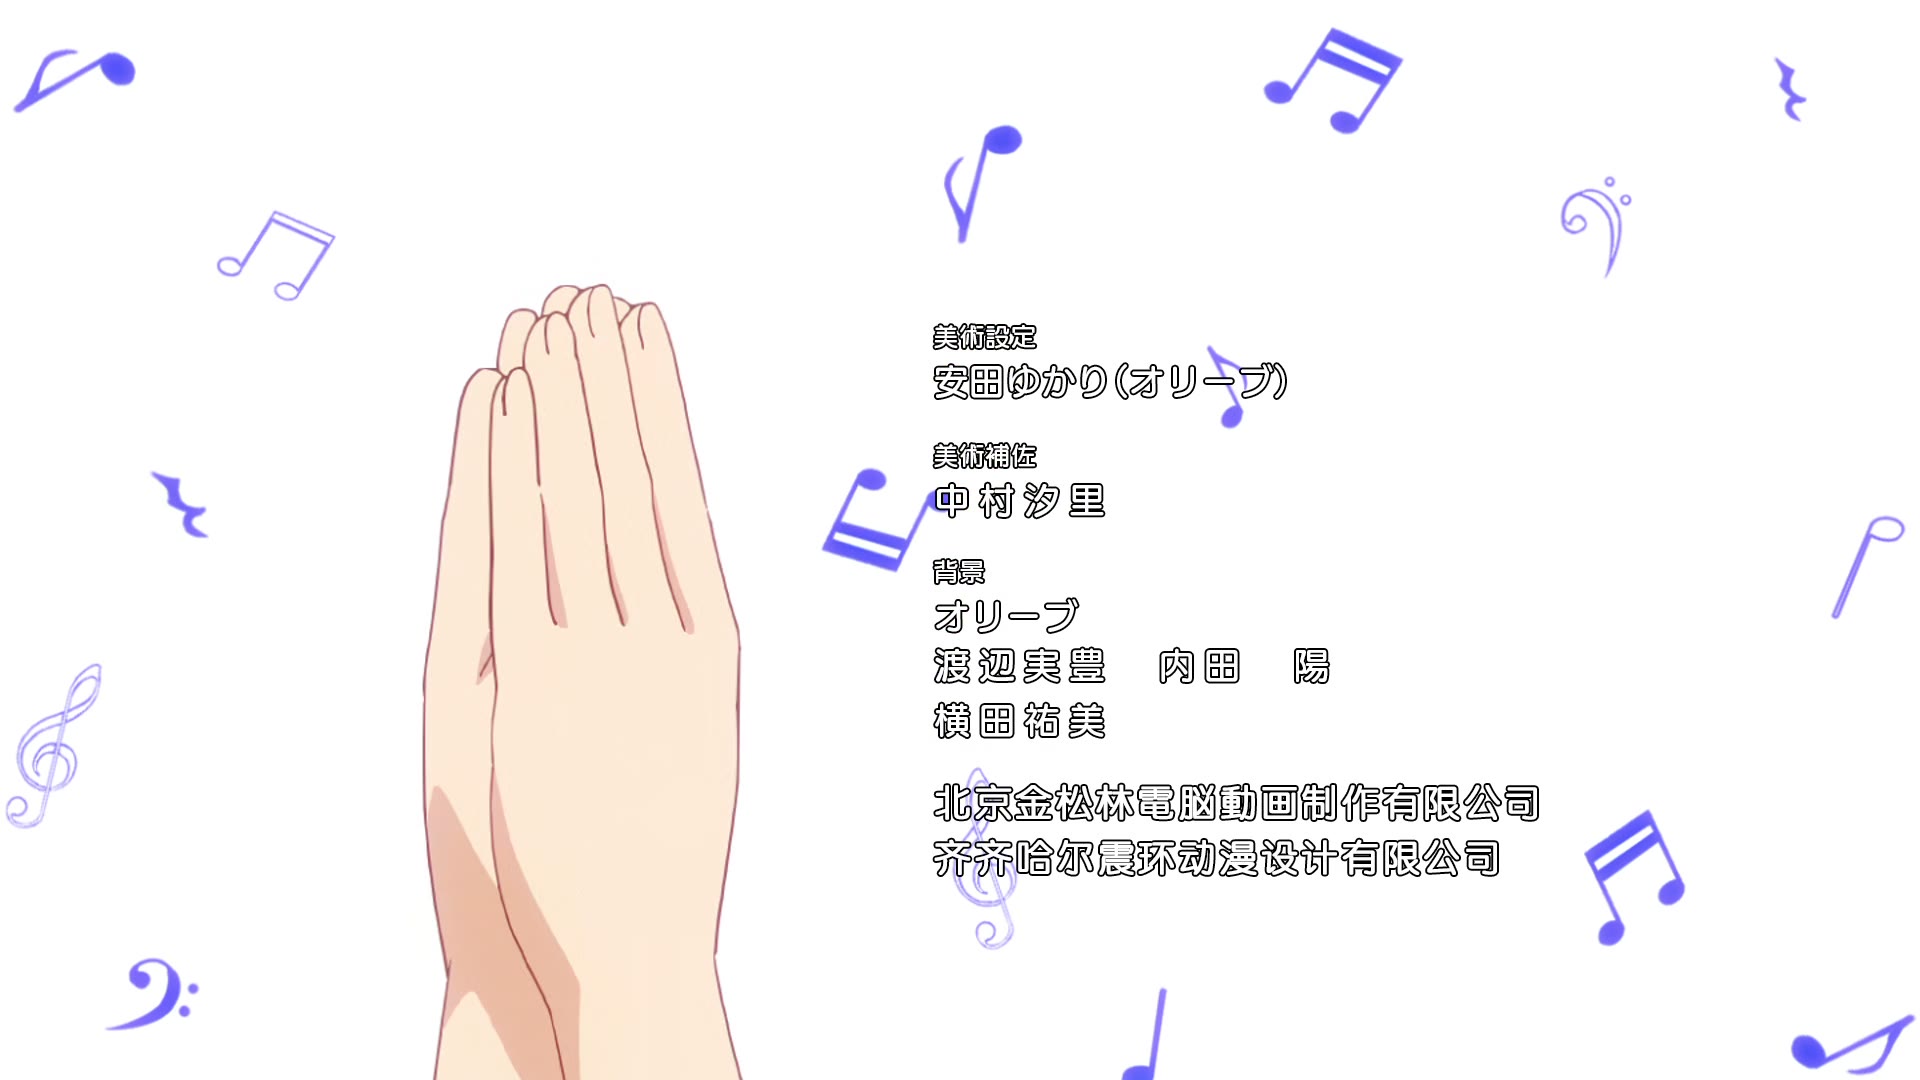 美術設定
安田ゆかり(オリーブ)
美術補佐
中村汐里
背景
オリーブ
渡辺実豊 内田 陽
横田祐美
北京金松林電脳動画制作有限公司
齐齐哈尔震环动漫设计有限公司